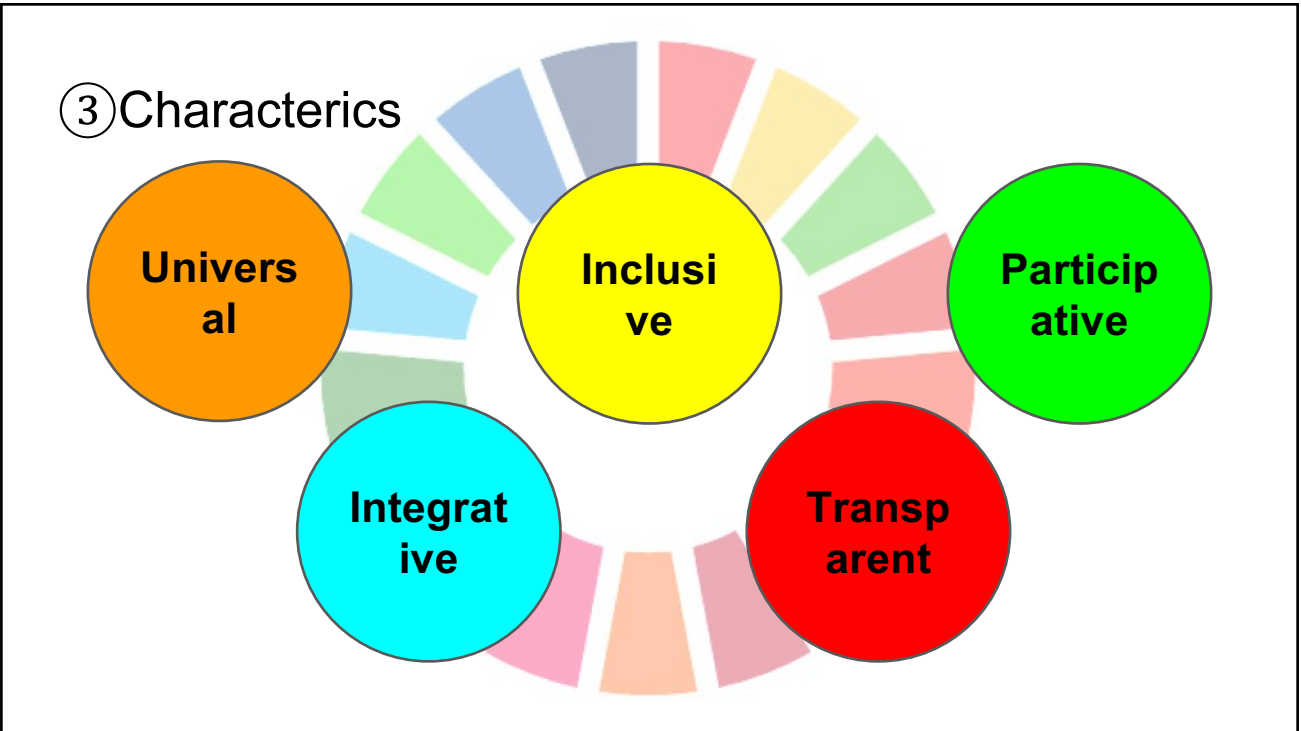 ③Characterics
Univers
al
Inclusi
ve
Particip
ative
Integrat
ive
Transp
arent